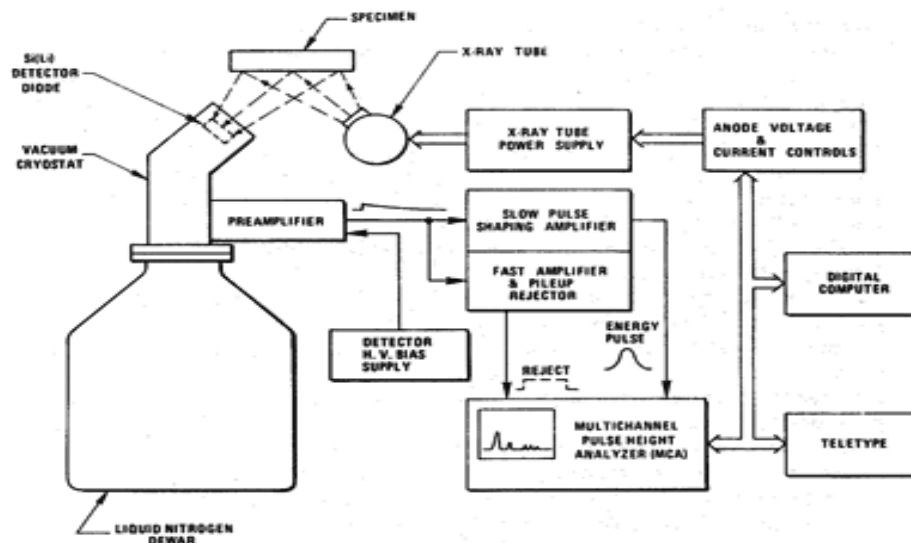 SPECIMEN
X-RAY TUBE
Si(Li)
DETECTOR
DIODE
VACUUM
CRYOSTAT
X-RAY TUBE
POWER SUPPLY
ANODE VOLTAGE
&
CURRENT CONTROLS
PREAMPLIFIER
SLOW PULSE
SHAPING AMPLIFIER
FAST AMPLIFIER
& PILEUP
REJECTOR
DIGITAL
COMPUTER
DETECTOR
H. V. BIAS
SUPPLY
ENERGY
PULSE
REJECT
MULTICHANNEL
PULSE HEIGHT
ANALYZER (MCA)
TELETYPE
LIQUID NITROGEN
DEWAR